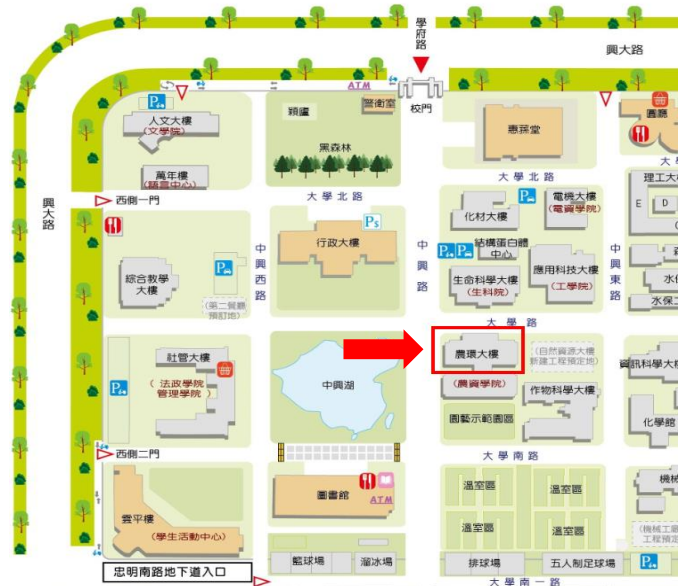 學府路
興大路
ATM
校門
人文大樓
(文學院)
穎廬
警衛室
惠蓀堂
圓廳
黑森林
萬年樓
(語言中心)
大學北路
大學北路
西側一門
興大路
理工大
E
D
化材大樓
電機大樓
(電資學院)
行政大樓
中興西路
中興路
中興東路
結構蛋白體
中心
綜合教學
大樓
(第二餐廳
預訂地)
生命科學大樓
(生科院)
應用科技大樓
(工學院)
水保
大學路
農環大樓
(自然資源大樓
新建工程預定地)
社管大樓
資訊科學大
(法政學院
管理學院)
中興湖
(農資學院)
作物科學大樓
園藝示範園區
化學館
西側二門
大學南路
圖書館
ATM
溫室區
溫室區
機械
雲平樓
(學生活動中心)
溫室區
溫室區
(機械工廠
工程預定
籃球場
溜冰場
排球場
五人制足球場
忠明南路地下道入口
大學南一路